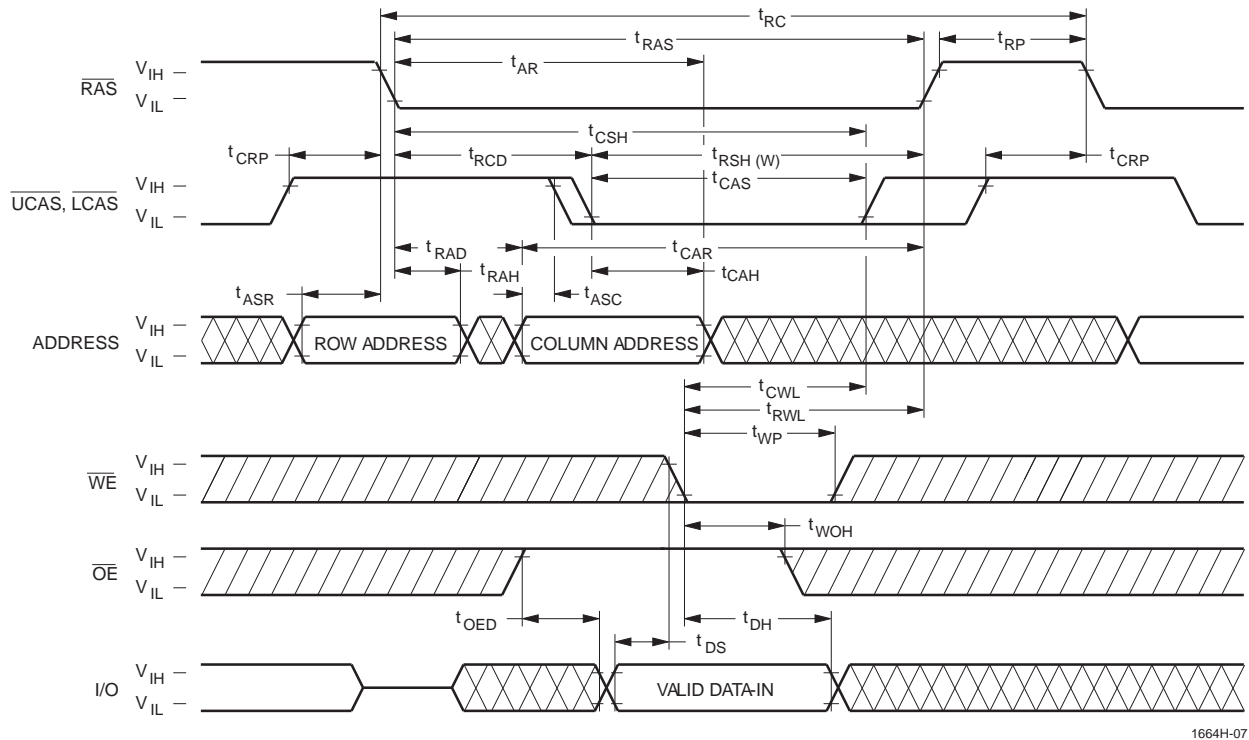 tRC
tRAS
tRP
tAR
RAS
VIH
VIL
tCSH
tCRP
tRCD
tRSH (W)
tCRP
tCAS
UCAS, LCAS
VIH
VIL
tRAD
tCAR
tRAH
tCAH
tASR
tASC
ADDRESS
VIH
VIL
ROW ADDRESS
COLUMN ADDRESS
tCWL
tRWL
tWP
WE
VIH
VIL
tWOH
OE
VIH
VIL
tOED
tDH
tDS
I/O
VIH
VIL
VALID DATA-IN
1664H-07